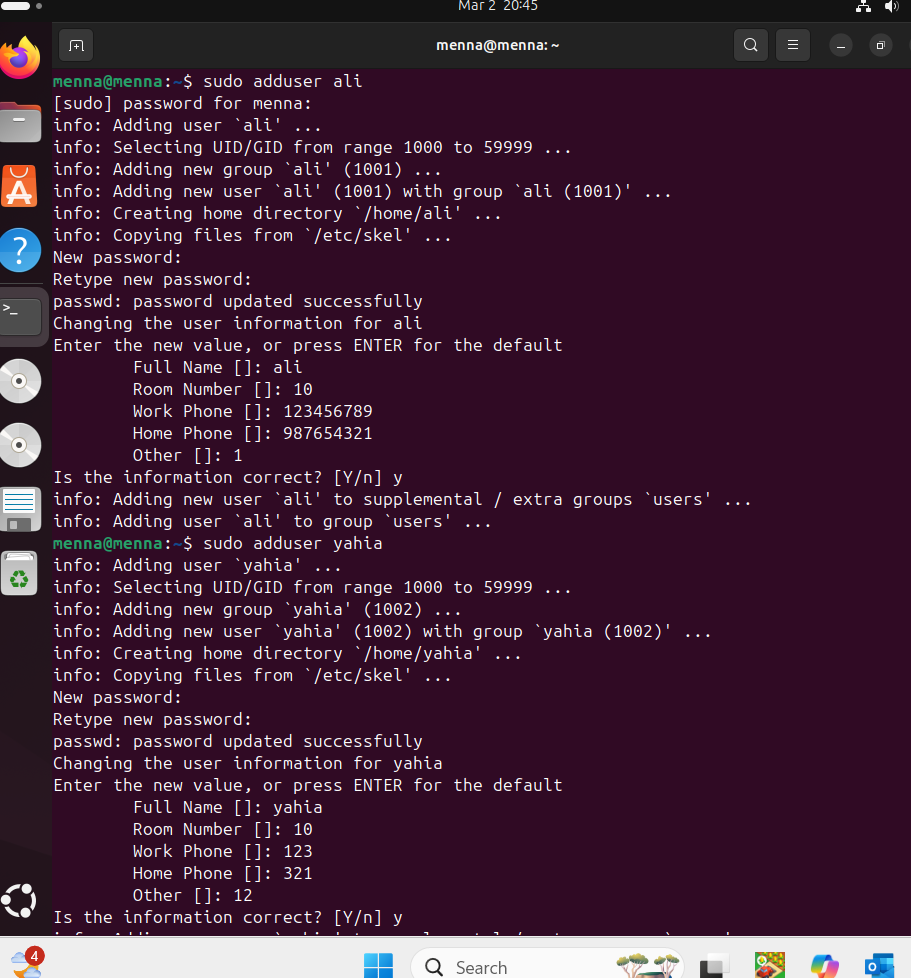 Mar 2 20:45
menna@menna: ~
menna@menna:~$ sudo adduser ali
[sudo] password for menna:
info: Adding user `ali' ...
info: Selecting UID/GID from range 1000 to 59999 ...
info: Adding new group `ali' (1001) ...
info: Adding new user `ali' (1001) with group `ali (1001)' ...
info: Creating home directory `/home/ali' ...
info: Copying files from `/etc/skel' ...
New password:
Retype new password:
passwd: password updated successfully
Changing the user information for ali
Enter the new value, or press ENTER for the default
Full Name []: ali
Room Number []: 10
Work Phone []: 123456789
Home Phone []: 987654321
Other []: 1
Is the information correct? [Y/n] y
info: Adding new user `ali' to supplemental / extra groups `users' ...
info: Adding user `ali' to group `users' ...
menna@menna:~$ sudo adduser yahia
info: Adding user `yahia' ...
info: Selecting UID/GID from range 1000 to 59999 ...
info: Adding new group `yahia' (1002) ...
info: Adding new user `yahia' (1002) with group `yahia (1002)' ...
info: Creating home directory `/home/yahia' ...
info: Copying files from `/etc/skel' ...
New password:
Retype new password:
passwd: password updated successfully
Changing the user information for yahia
Enter the new value, or press ENTER for the default
Full Name []: yahia
Room Number []: 10
Work Phone []: 123
Home Phone []: 321
Other []: 12
Is the information correct? [Y/n] y
4
Search